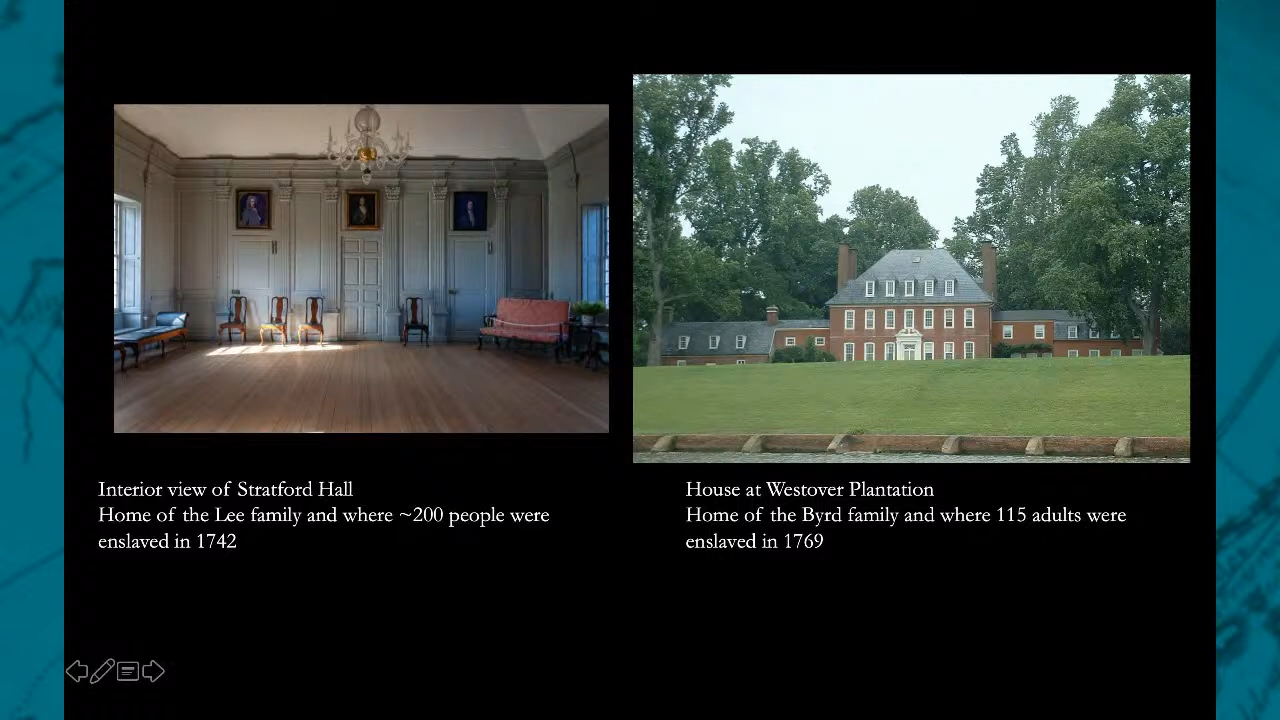 Interior view of Stratford Hall
Home of the Lee family and where ~200 people were
enslaved in 1742
House at Westover Plantation
Home of the Byrd family and where 115 adults were
enslaved in 1769